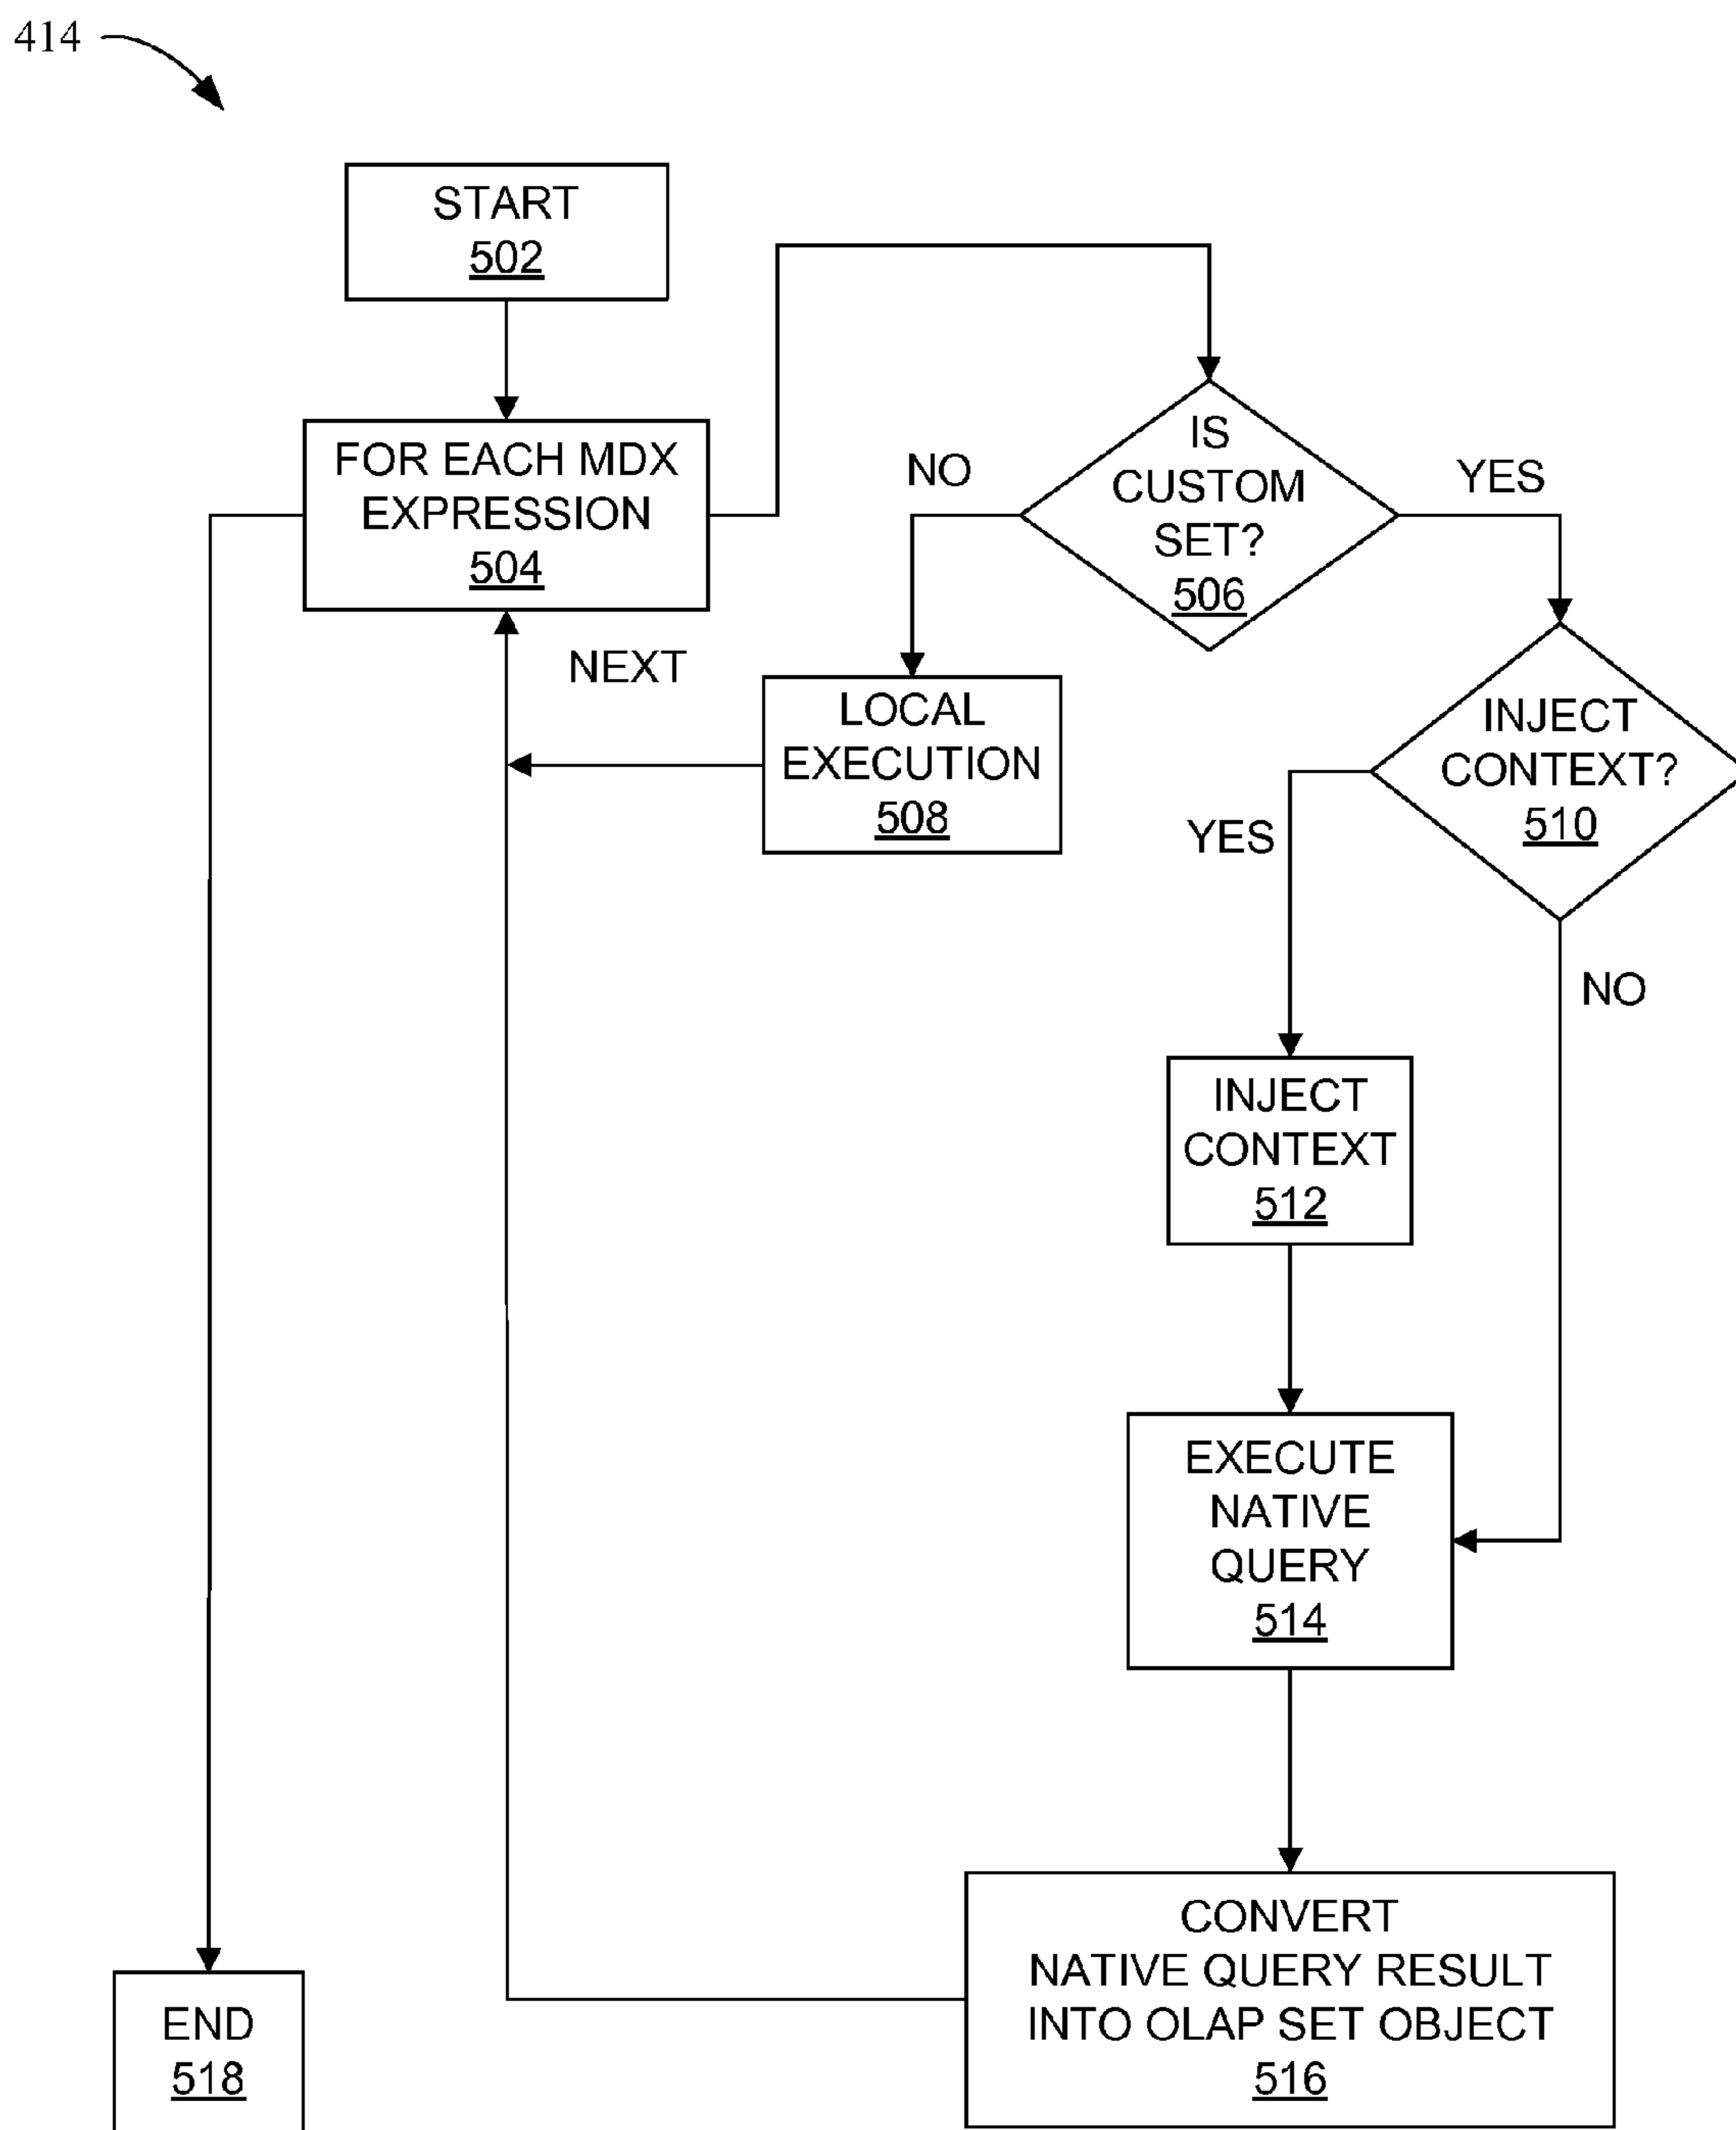 414
START
502
FOR EACH MDX
EXPRESSION
504
IS
CUSTOM
SET?
506
NO
YES
NEXT
LOCAL
EXECUTION
508
INJECT
CONTEXT?
510
YES
NO
INJECT
CONTEXT
512
EXECUTE
NATIVE
QUERY
514
CONVERT
NATIVE QUERY RESULT
INTO OLAP SET OBJECT
516
END
518